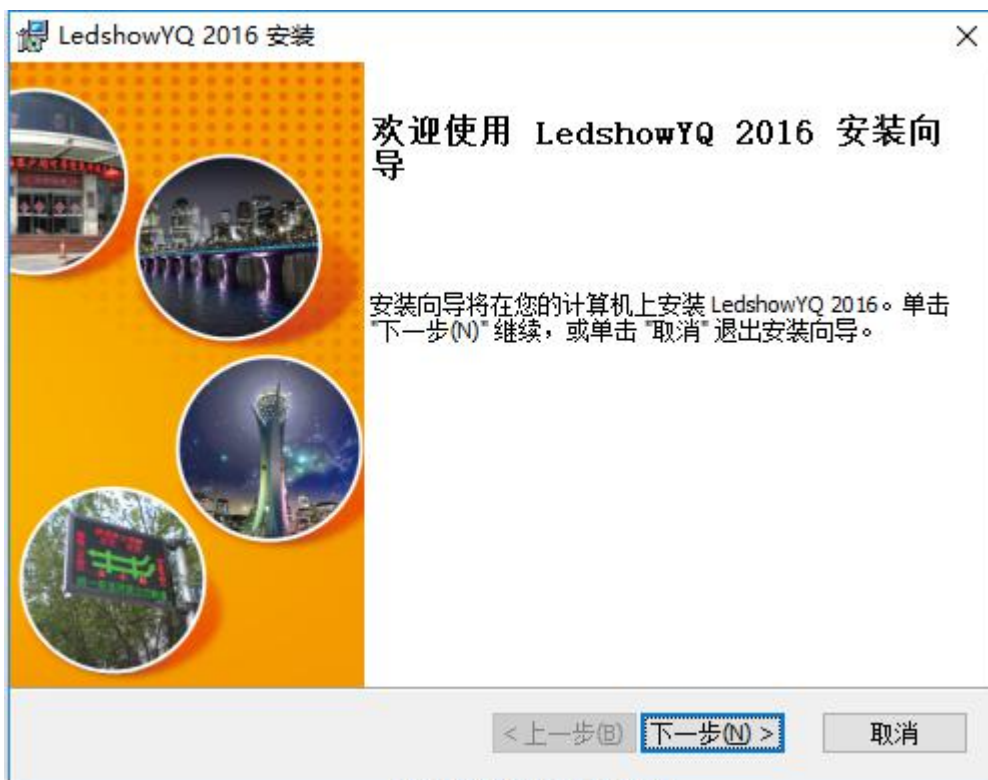 LedshowYQ 2016 安装
欢迎使用 LedshowYQ 2016 安装向
导
安装向导将在您的计算机上安装 LedshowYQ 2016。单击
"下一步(N)" 继续，或单击 "取消" 退出安装向导。
< 上一步(B)
下一步(N) >
取消